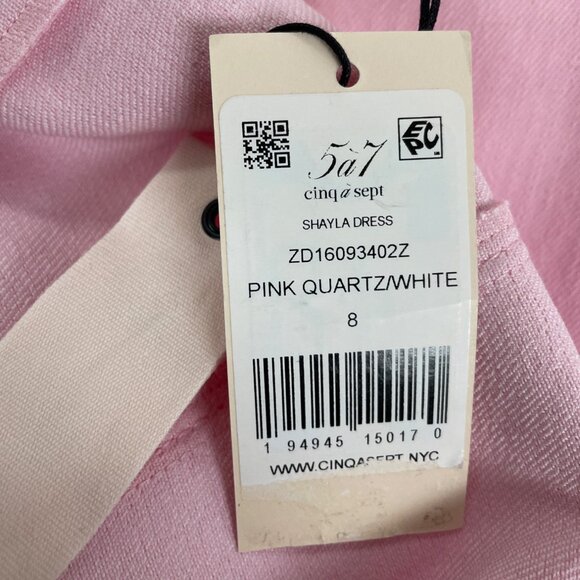 5à7
EPC
cinq à sept
SHAYLA DRESS
ZD16093402Z
PINK QUARTZ/WHITE
8
1 94945 15017 0
WWW.CINQASEPT.NYC